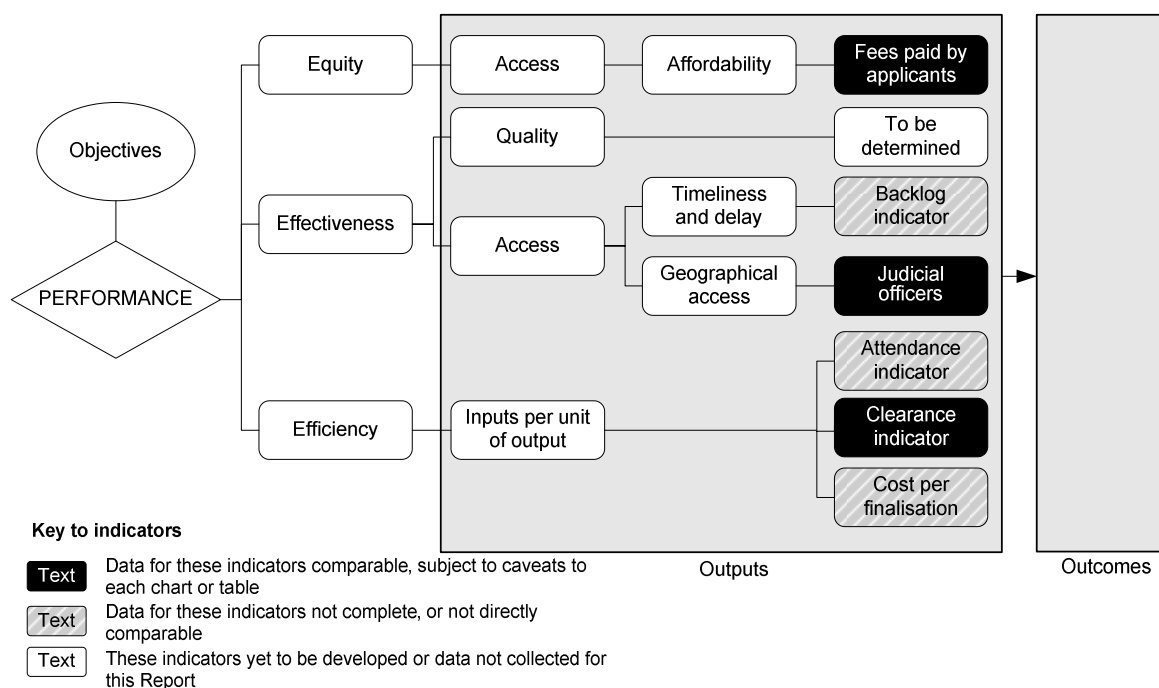 Equity
Access
Affordability
Fees paid by
applicants
Objectives
Quality
To be
determined
Effectiveness
Access
Timeliness
and delay
Backlog
indicator
Geographical
access
Judicial
officers
PERFORMANCE
Attendance
indicator
Efficiency
Inputs per unit
of output
Clearance
indicator
Cost per
finalisation
Key to indicators
Text
Data for these indicators comparable, subject to caveats to
each chart or table
Text
Data for these indicators not complete, or not directly
comparable
Text
These indicators yet to be developed or data not collected for
this Report
Outputs
Outcomes